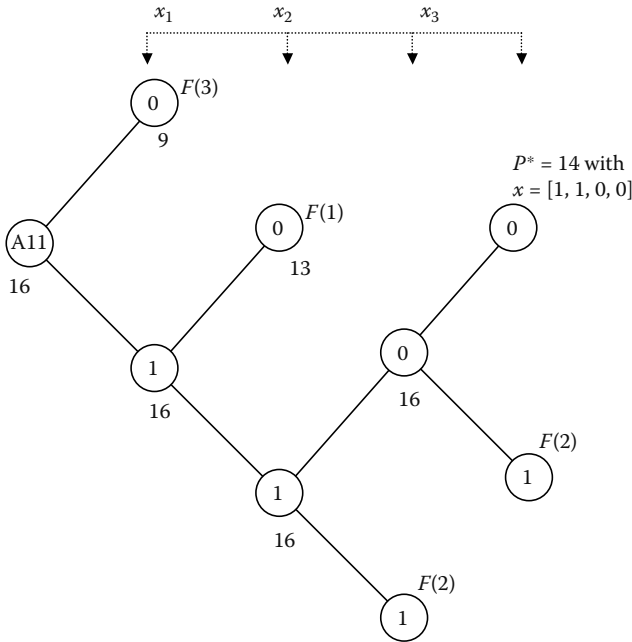 x1 x2 x3
0 F(3)
9
P* = 14 with
x = [1, 1, 0, 0]
0 F(1) 0
A11
13
16
0
1
16
16
F(2)
1
1
16
F(2)
1